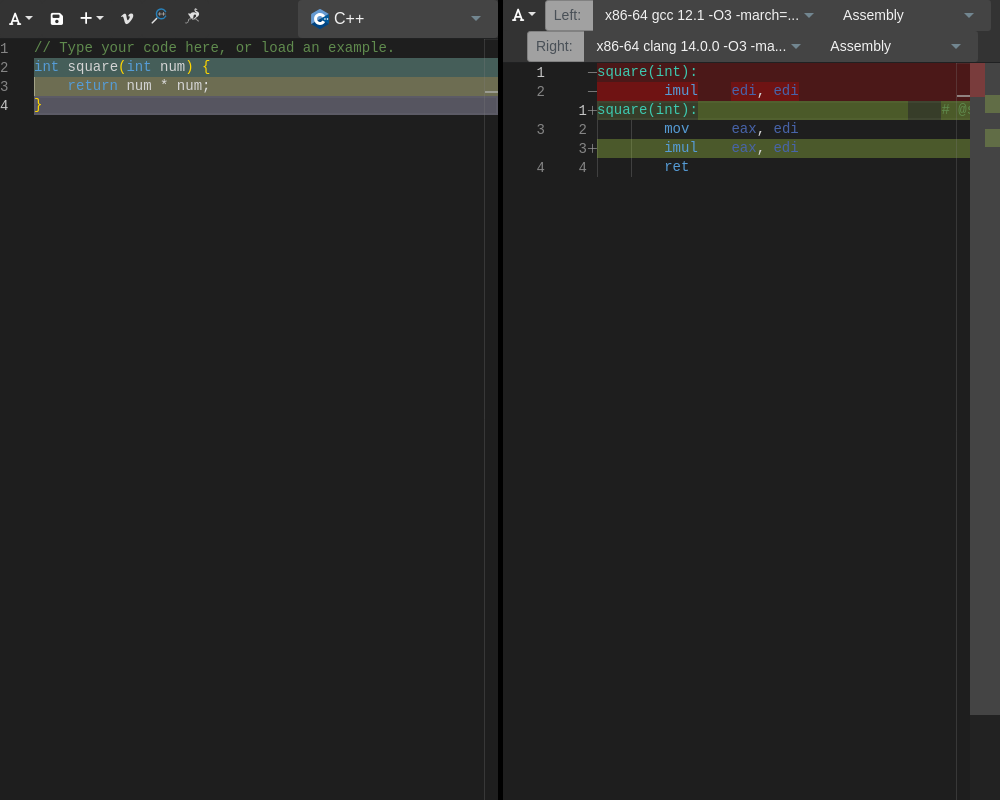 A
C++
1 // Type your code here, or load an example.
2 int square(int num) {
3 return num * num;
4 }
A Left: x86-64 gcc 12.1 -O3 -march=... Assembly
Right: x86-64 clang 14.0.0 -O3 -ma... Assembly
1 —square(int):
2 — imul edi, edi
1+square(int): # @s
3 2 mov eax, edi
3+ imul eax, edi
4 4 ret